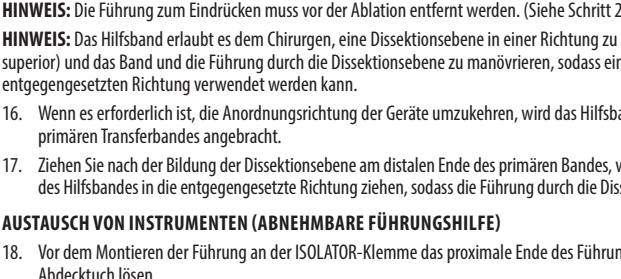 HINWEIS: Die Führung zum Eindrücken muss vor der Ablation entfernt werden. (Siehe Schritt 2
HINWEIS: Das Hilfsband erlaubt es dem Chirurgen, eine Dissektionsebene in einer Richtung zu
superior) und das Band und die Führung durch die Dissektionsebene zu manövrieren, sodass ein
entgegengesetzten Richtung verwendet werden kann.
16. Wenn es erforderlich ist, die Anordnungsrichtung der Geräte umzukehren, wird das Hilfsba
primären Transferbandes angebracht.
17. Ziehen Sie nach der Bildung der Dissektionsebene am distalen Ende des primären Bandes, v
des Hilfsbandes in die entgegengesetzte Richtung ziehen, sodass die Führung durch die Diss
AUSTAUSCH VON INSTRUMENTEN (ABNEHMBARE FÜHRUNGSHILFE)
18. Vor dem Montieren der Führung an der ISOLATOR-Klemme das proximale Ende des Führun
Abdecktuch lösen